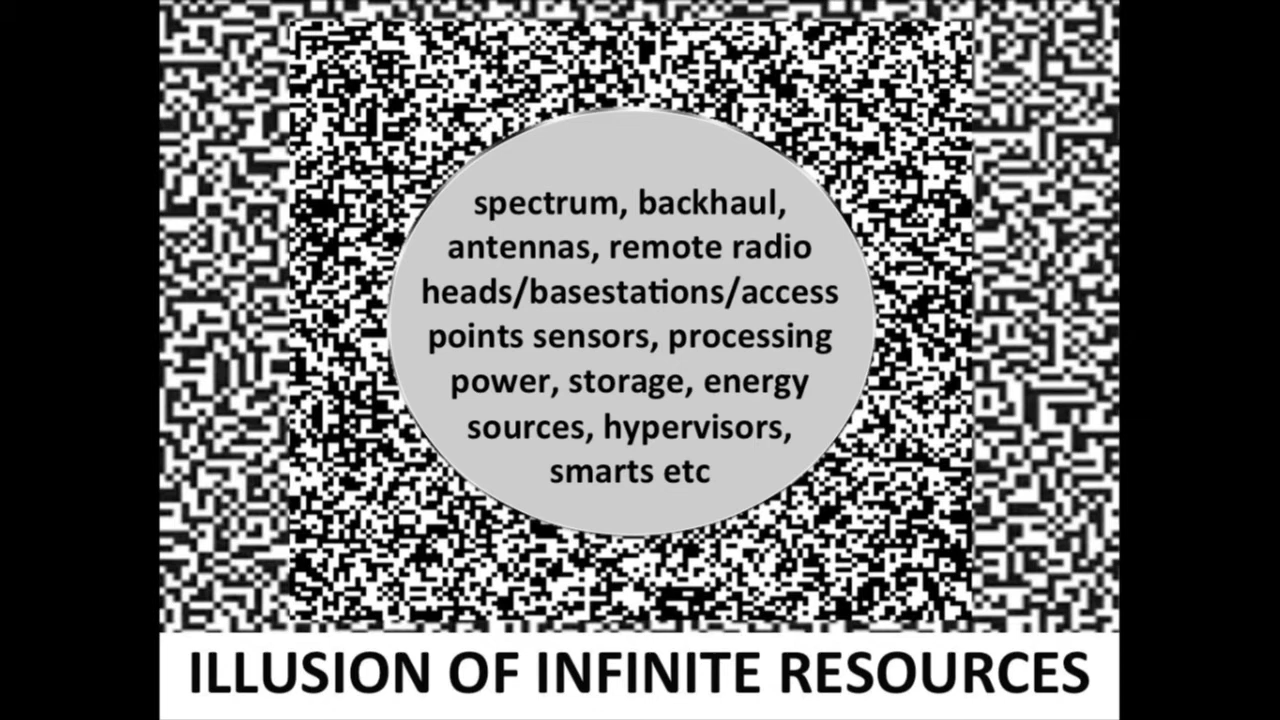 spectrum, backhaul,
antennas, remote radio
heads/basestations/access
points sensors, processing
power, storage, energy
sources, hypervisors,
smarts etc
ILLUSION OF INFINITE RESOURCES